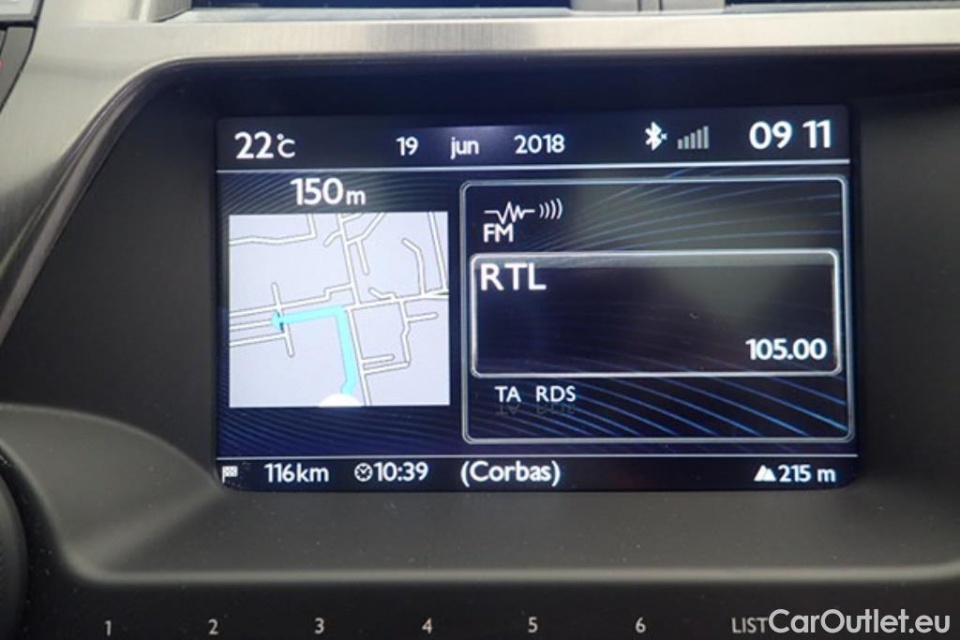 22°C 19 jun 2018 09 11
150 m
FM
RTL
105.00
TA RDS
116km 10:39 (Corbas) 215 m
1 2 3 4 5 6 LIST
CarOutlet.eu